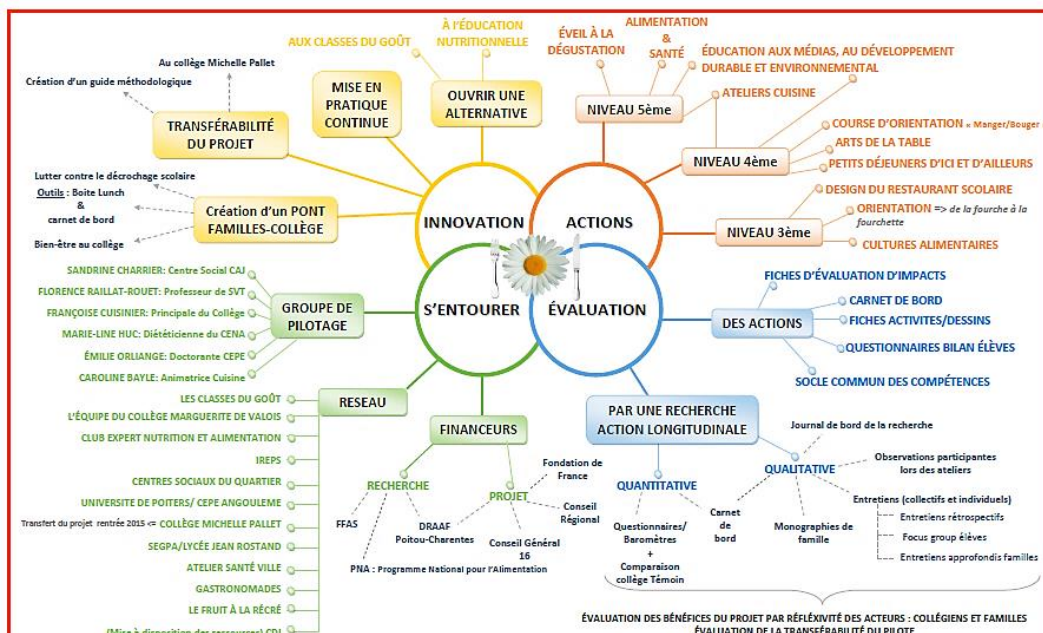 AUX CLASSES DU GOÛT
À L'ÉDUCATION
NUTRITIONNELLE
Au collège Michelle Pallet
Création d'un guide méthodologique
TRANSFÉRABILITÉ
DU PROJET
MISE EN
PRATIQUE
CONTINUE
OUVRIR UNE
ALTERNATIVE
Lutter contre le décrochage scolaire
Outils : Boite Lunch
&
carnet de bord
Bien-être au collège
Création d'un PONT
FAMILLES-COLLÈGE
INNOVATION
ÉVEIL À LA
DÉGUSTATION
ALIMENTATION
&
SANTÉ
ÉDUCATION AUX MÉDIAS, AU DÉVELOPPEMENT
DURABLE ET ENVIRONNEMENTAL
ATELIERS CUISINE
NIVEAU 5ème
COURSE D'ORIENTATION « Manger/Bouger
ARTS DE LA TABLE
PETITS DÉJEUNERS D'ICI ET D'AILLEURS
NIVEAU 4ème
DESIGN DU RESTAURANT SCOLAIRE
ORIENTATION => de la fourche à la
fourchette
CULTURES ALIMENTAIRES
NIVEAU 3ème
ACTIONS
S'ENTOURER
SANDRINE CHARRIER: Centre Social CAJ
FLORENCE RAILLAT-ROUET: Professeur de SVT
FRANÇOISE CUISINIER: Principale du Collège
MARIE-LINE HUC: Diététicienne du CENA
ÉMILIE ORLIANGE: Doctorante CEPE
CAROLINE BAYLE: Animatrice Cuisine
GROUPE DE
PILOTAGE
RESEAU
LES CLASSES DU GOÛT
L'ÉQUIPE DU COLLÈGE MARGUERITE DE VALOIS
CLUB EXPERT NUTRITION ET ALIMENTATION
IREPS
CENTRES SOCIAUX DU QUARTIER
UNIVERSITE DE POITERS/ CEPE ANGOULEME
Transfert du projet rentrée 2015 <= COLLÈGE MICHELLE PALLET
SEGPA/LYCÉE JEAN ROSTAND
ATELIER SANTÉ VILLE
GASTRONOMADES
LE FRUIT À LA RÉCRÉ
(Mise à disposition des ressources) CDI
FINANCEURS
RECHERCHE
PROJET
FFAS
DRAAF
Poitou-Charentes
PNA : Programme National pour l'Alimentation
Fondation de
France
Conseil
Régional
Conseil Général
16
ÉVALUATION
FICHES D'ÉVALUATION D'IMPACTS
CARNET DE BORD
FICHES ACTIVITES/DESSINS
QUESTIONNAIRES BILAN ÉLÈVES
SOCLE COMMUN DES COMPÉTENCES
DES ACTIONS
PAR UNE RECHERCHE
ACTION LONGITUDINALE
QUANTITATIVE
QUALITATIVE
Questionnaires/
Baromètres
+
Comparaison
collège Témoin
Carnet
de
bord
Monographies de
famille
Journal de bord de la recherche
Observations participantes
lors des ateliers
Entretiens (collectifs et individuels)
Entretiens rétrospectifs
Focus group élèves
Entretiens approfondis familles
ÉVALUATION DES BÉNÉFICES DU PROJET PAR RÉFLÉXIVITÉ DES ACTEURS : COLLÉGIENS ET FAMILLES
ÉVALUATION DE LA TRANSFÉRABILITÉ DU PILOTE